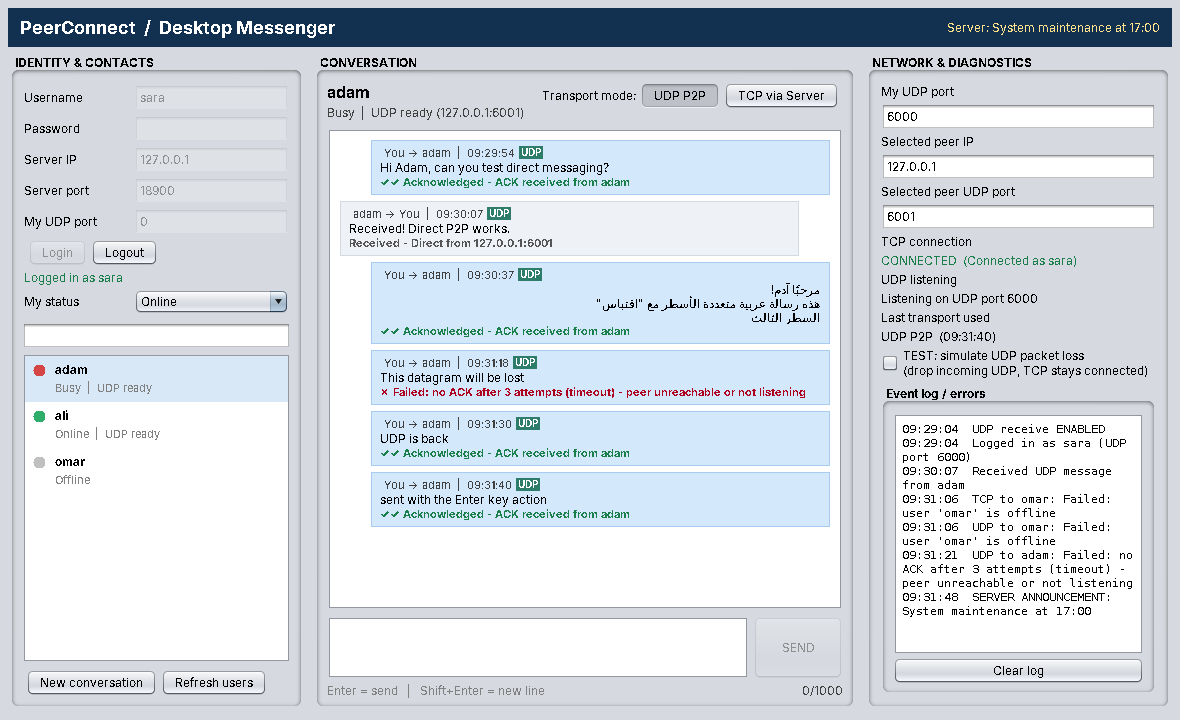 PeerConnect / Desktop Messenger
Server: System maintenance at 17:00
IDENTITY & CONTACTS
Username
sara
Password
Server IP
127.0.0.1
Server port
18900
My UDP port
0
Login
Logout
Logged in as sara
My status
Online
adam
Busy | UDP ready
ali
Online | UDP ready
omar
Offline
New conversation
Refresh users
CONVERSATION
adam
Busy | UDP ready (127.0.0.1:6001)
Transport mode:
UDP P2P
TCP via Server
You → adam | 09:29:54 UDP
Hi Adam, can you test direct messaging?
✓✓ Acknowledged - ACK received from adam
adam → You | 09:30:07 UDP
Received! Direct P2P works.
Received - Direct from 127.0.0.1:6001
You → adam | 09:30:37 UDP
مرحبًا آدم!
هذه رسالة عربية متعددة الأسطر مع "اقتباس"
السطر الثالث
✓✓ Acknowledged - ACK received from adam
You → adam | 09:31:18 UDP
This datagram will be lost
× Failed: no ACK after 3 attempts (timeout) - peer unreachable or not listening
You → adam | 09:31:30 UDP
UDP is back
✓✓ Acknowledged - ACK received from adam
You → adam | 09:31:40 UDP
sent with the Enter key action
✓✓ Acknowledged - ACK received from adam
SEND
Enter = send | Shift+Enter = new line
0/1000
NETWORK & DIAGNOSTICS
My UDP port
6000
Selected peer IP
127.0.0.1
Selected peer UDP port
6001
TCP connection
CONNECTED (Connected as sara)
UDP listening
Listening on UDP port 6000
Last transport used
UDP P2P (09:31:40)
TEST: simulate UDP packet loss
(drop incoming UDP, TCP stays connected)
Event log / errors
09:29:04 UDP receive ENABLED
09:29:04 Logged in as sara (UDP
port 6000)
09:30:07 Received UDP message
from adam
09:31:06 TCP to omar: Failed:
user 'omar' is offline
09:31:06 UDP to omar: Failed:
user 'omar' is offline
09:31:21 UDP to adam: Failed: no
ACK after 3 attempts (timeout) -
peer unreachable or not listening
09:31:48 SERVER ANNOUNCEMENT:
System maintenance at 17:00
Clear log